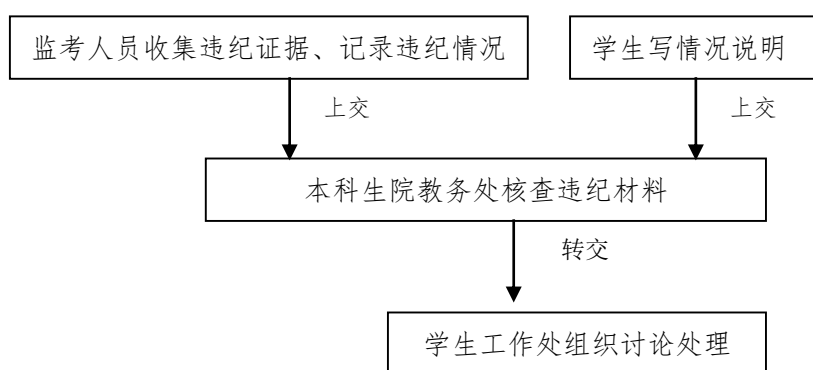 监考人员收集违纪证据、记录违纪情况
学生写情况说明
上交
上交
本科生院教务处核查违纪材料
转交
学生工作处组织讨论处理